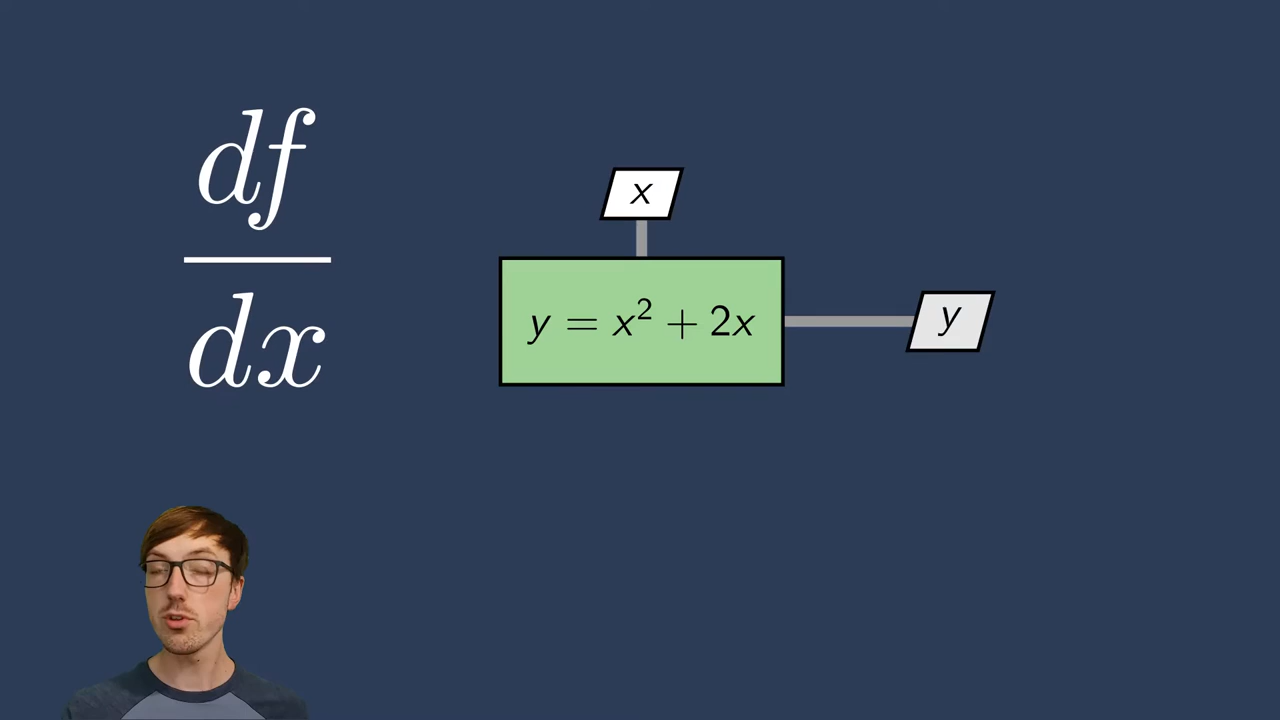 df
dx
x
y = x² + 2x
y